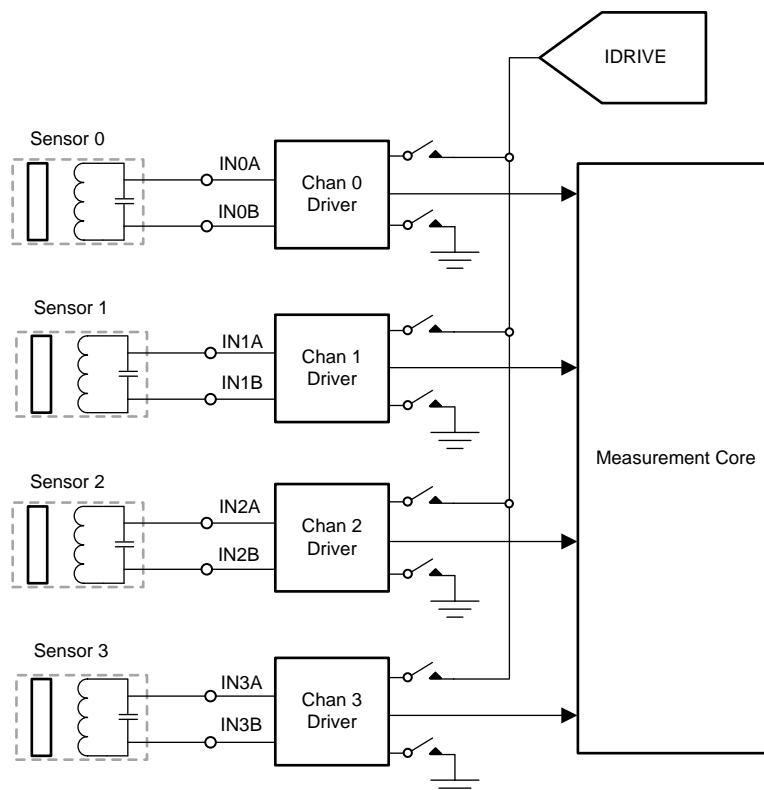 IDRIVE
Sensor 0
IN0A
IN0B
Chan 0
Driver
Sensor 1
IN1A
IN1B
Chan 1
Driver
Measurement Core
Sensor 2
IN2A
IN2B
Chan 2
Driver
Sensor 3
IN3A
IN3B
Chan 3
Driver